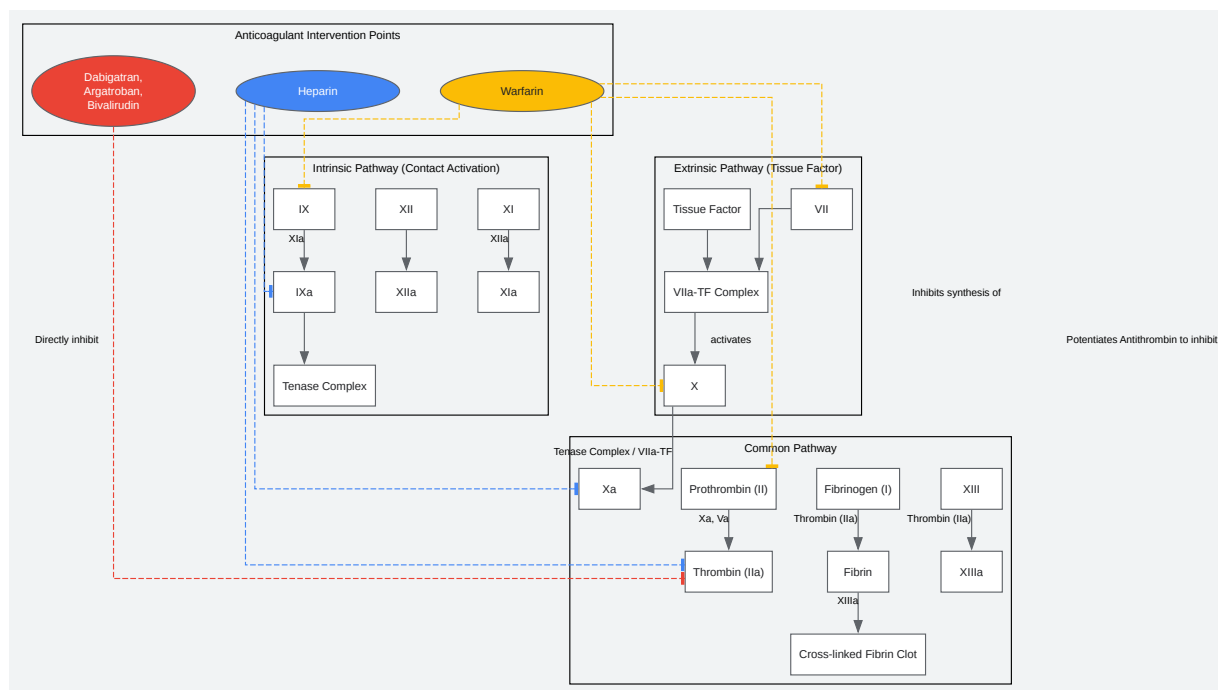 Anticoagulant Intervention Points
Dabigatran,
Argatroban,
Bivalirudin
Heparin
Warfarin
Intrinsic Pathway (Contact Activation)
IX
XII
XI
XIa
XIIa
IXa
XIIa
XIa
Tenase Complex
Extrinsic Pathway (Tissue Factor)
Tissue Factor
VII
VIIa-TF Complex
activates
X
Inhibits synthesis of
Directly inhibit
Potentiates Antithrombin to inhibit
Common Pathway
Tenase Complex / VIIa-TF
Xa
Prothrombin (II)
Fibrinogen (I)
XIII
Xa, Va
Thrombin (IIa)
Thrombin (IIa)
Thrombin (IIa)
Fibrin
XIIIa
XIIIa
Cross-linked Fibrin Clot